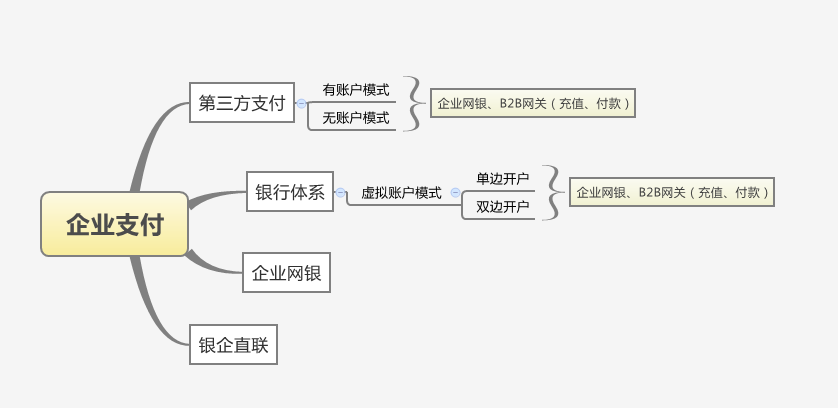 企业支付
第三方支付
有账户模式
无账户模式
企业网银、B2B网关（充值、付款）
银行体系
虚拟账户模式
单边开户
双边开户
企业网银、B2B网关（充值、付款）
企业网银
银企直联